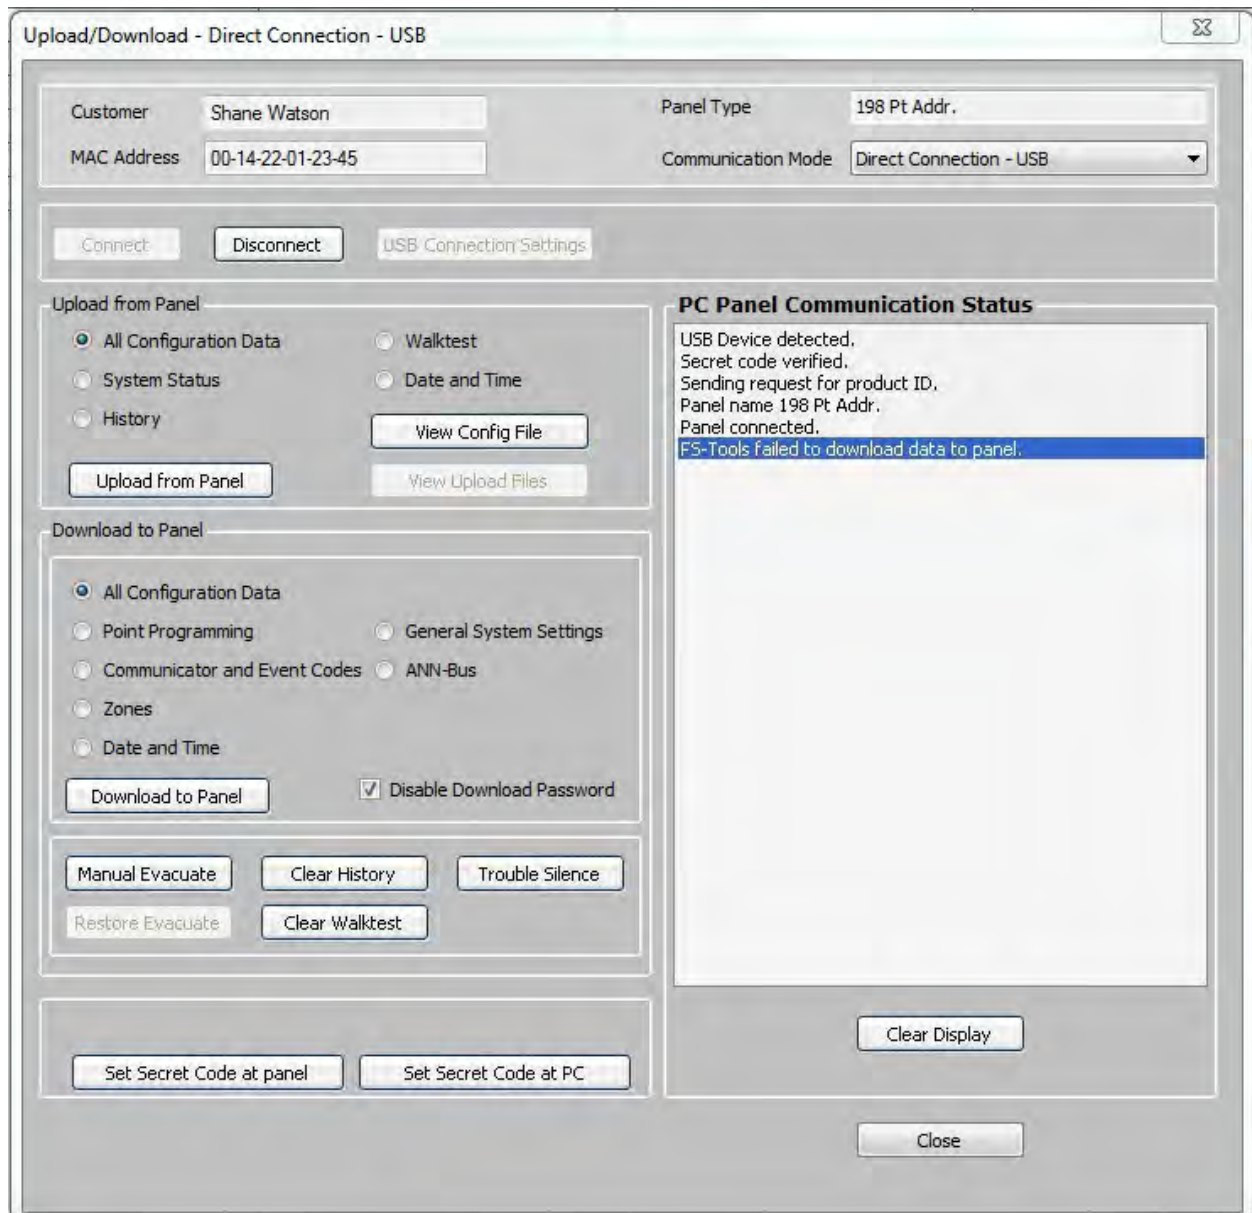 Upload/Download - Direct Connection - USB
Customer Shane Watson Panel Type 198 Pt Addr.
MAC Address 00-14-22-01-23-45 Communication Mode Direct Connection - USB
Connect Disconnect USB Connection Settings
Upload from Panel
All Configuration Data Walktest
System Status Date and Time
History View Config File
Upload from Panel View Upload Files
Download to Panel
All Configuration Data
Point Programming General System Settings
Communicator and Event Codes ANN-Bus
Zones
Date and Time
Download to Panel Disable Download Password
Manual Evacuate Clear History Trouble Silence
Restore Evacuate Clear Walktest
Set Secret Code at panel Set Secret Code at PC
PC Panel Communication Status
USB Device detected.
Secret code verified.
Sending request for product ID.
Panel name 198 Pt Addr.
Panel connected.
FS-Tools failed to download data to panel.
Clear Display
Close